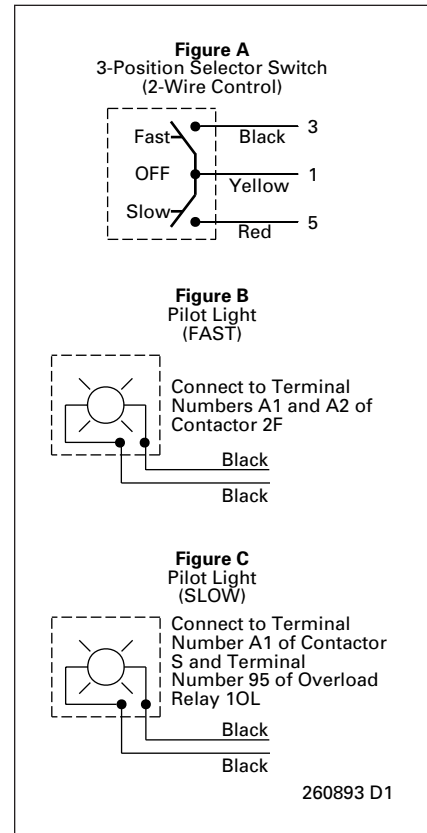 Figure A
3-Position Selector Switch
(2-Wire Control)
Fast
Black
3
OFF
Yellow
1
Slow
Red
5
Figure B
Pilot Light
(FAST)
Connect to Terminal
Numbers A1 and A2 of
Contactor 2F
Black
Black
Figure C
Pilot Light
(SLOW)
Connect to Terminal
Number A1 of Contactor
S and Terminal
Number 95 of Overload
Relay 1OL
Black
Black
260893 D1